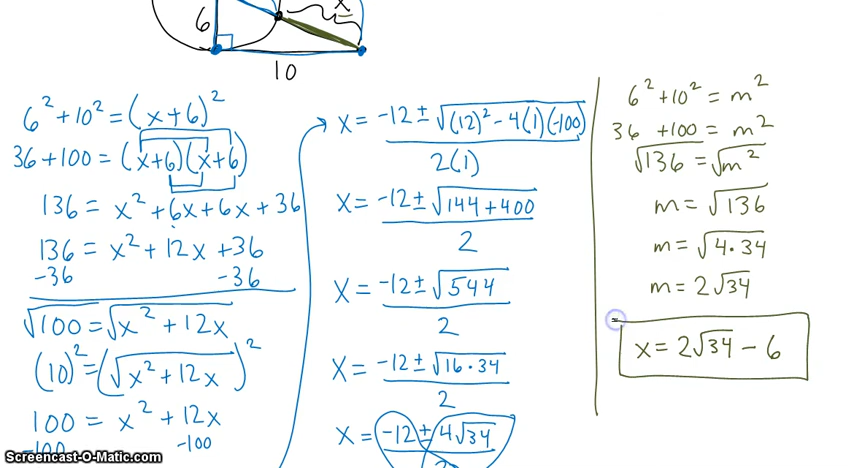 6
x
10
6² + 10² = (x + 6)²
36 + 100 = (x+6)(x+6)
136 = x² + 6x + 6x + 36
136 = x² + 12x + 36
-36 -36
√100 = √x² + 12x
(10)² = (√x² + 12x)²
100 = x² + 12x
-100 -100
x = -12 ± √(12)² - 4(1)(-100)
2(1)
x = -12 ± √144 + 400
2
x = -12 ± √544
2
x = -12 ± √16 · 34
2
x = -12 ± 4√34
6² + 10² = m²
36 + 100 = m²
√136 = √m²
m = √136
m = √4 · 34
m = 2√34
x = 2√34 - 6
Screencast-O-Matic.com